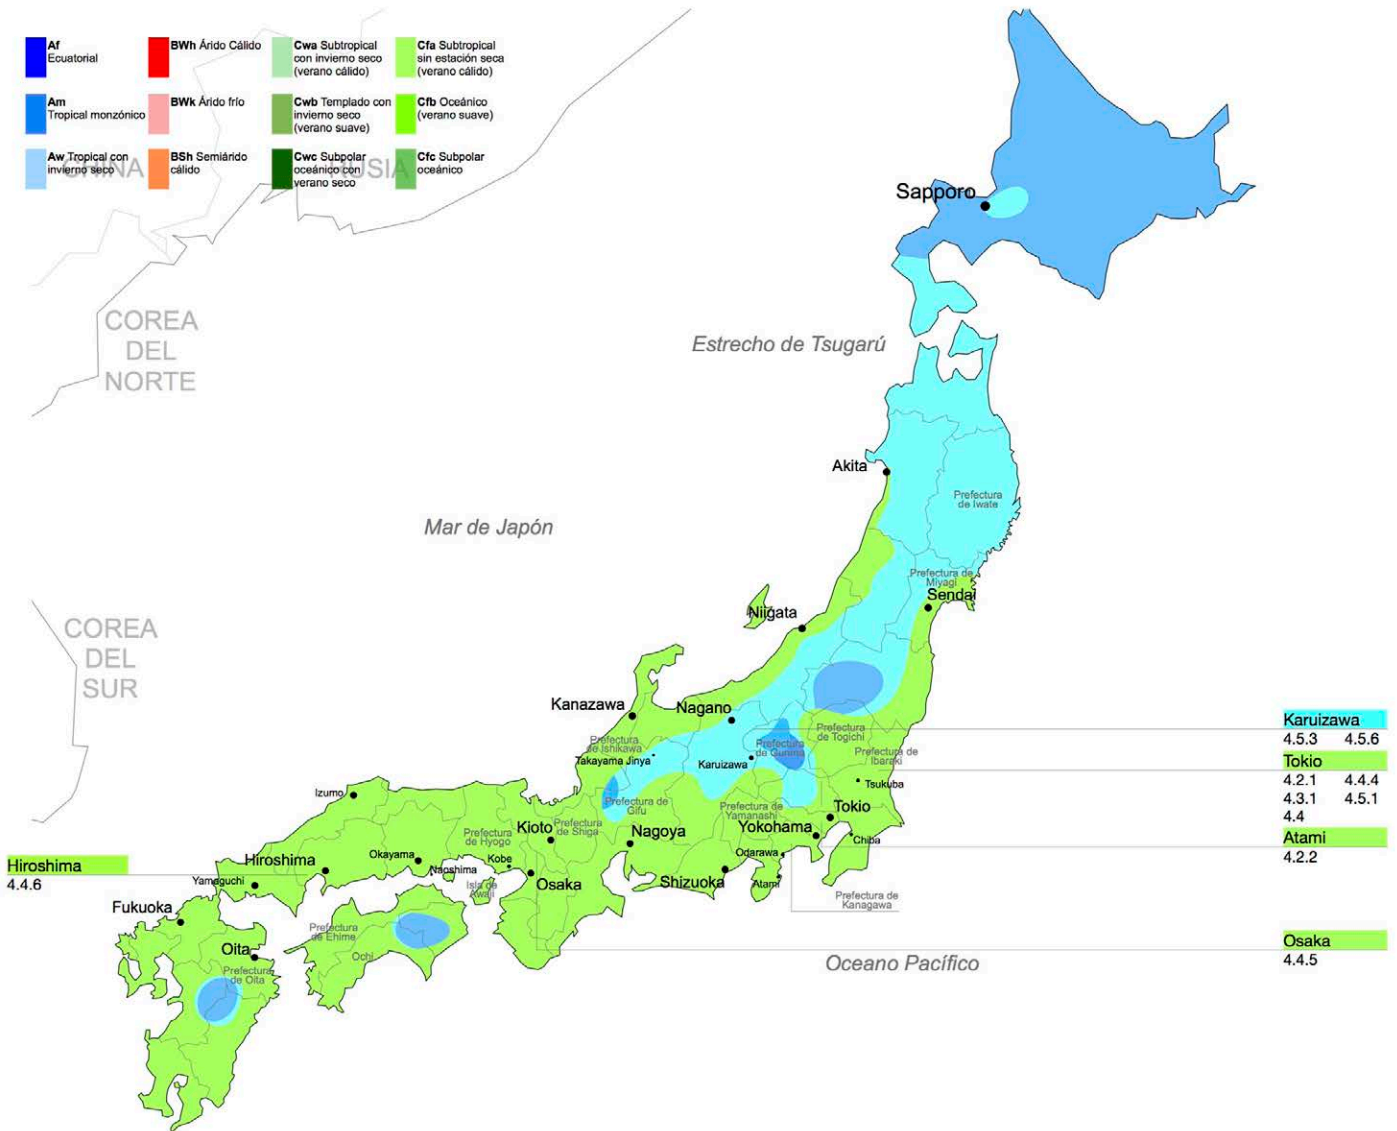 Af
Ecuatorial
BWh Árido Cálido
Cwa Subtropical
con invierno seco
(verano cálido)
Cfa Subtropical
sin estación seca
(verano cálido)
Am
Tropical monzónico
BWk Árido frío
Cwb Templado con
invierno seco
(verano suave)
Cfb Oceánico
(verano suave)
Aw Tropical con
invierno seco
BSh Semiárido
cálido
Cwc Subpolar
oceánico con
verano seco
Cfc Subpolar
oceánico
CHINA
RUSIA
Sapporo
COREA
DEL
NORTE
Estrecho de Tsugarú
Akita
Prefectura
de Iwate
Mar de Japón
Prefectura de
Miyagi
Sendai
Niigata
COREA
DEL
SUR
Kanazawa
Nagano
Prefectura
de Togichi
Prefectura
de Ishikawa
Prefectura
de Gunma
Prefectura de
Ibaraki
Takayama Jinya
Karuizawa
Tsukuba
Karuizawa
4.5.3 4.5.6
Tokio
4.2.1 4.4.4
4.3.1 4.5.1
4.4
Atami
4.2.2
Izumo
Prefectura de
Gifu
Prefectura de
Yamanashi
Tokio
Kioto
Prefectura
de Shiga
Prefectura
de Hyogo
Nagoya
Yokohama
Chiba
Odarawa
Hiroshima
4.4.6
Hiroshima
Okayama
Kobe
Naoshima
Osaka
Shizuoka
Atami
Yamaguchi
Isla de
Awaji
Prefectura de
Kanagawa
Fukuoka
Prefectura
de Ehime
Ochi
Oita
Prefectura
de Oita
Oceano Pacífico
Osaka
4.4.5